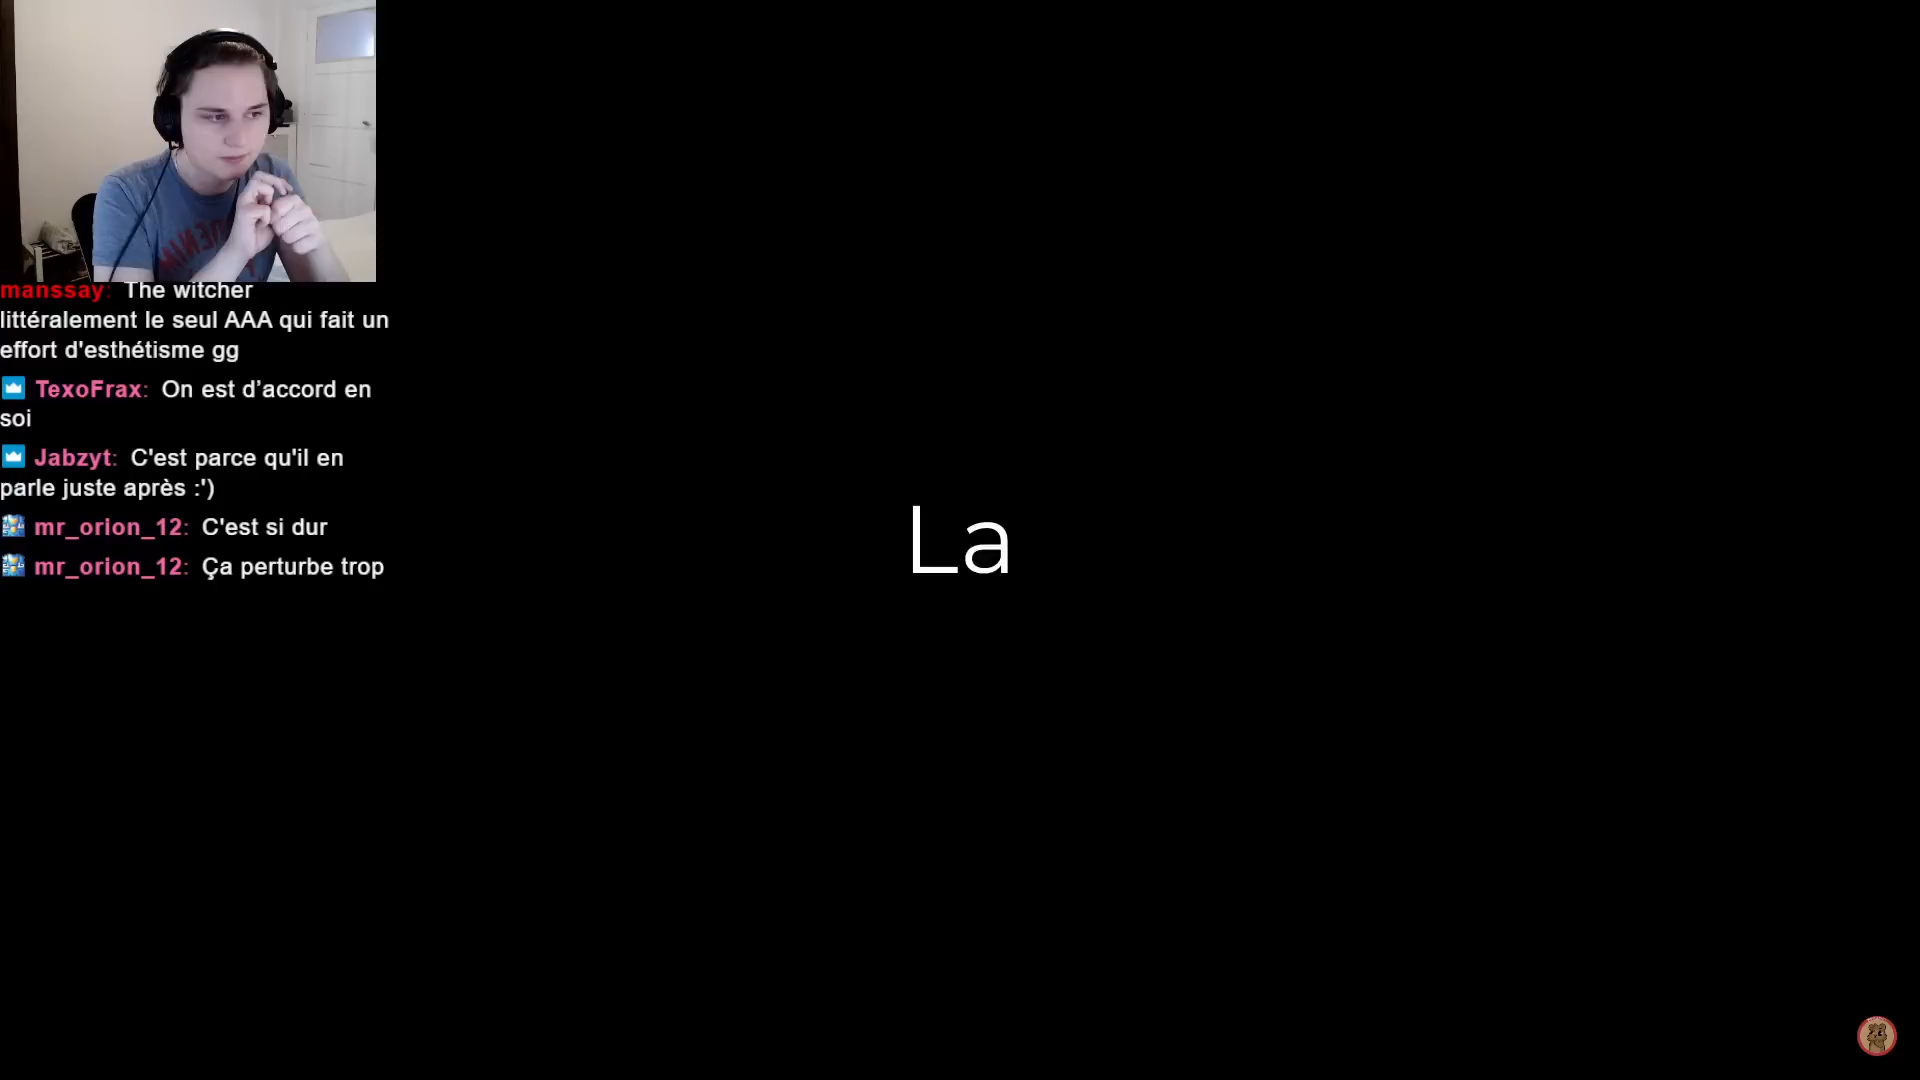 manssay: The witcher
littéralement le seul AAA qui fait un
effort d'esthétisme gg
TexoFrax: On est d'accord en
soi
Jabzyt: C'est parce qu'il en
parle juste après :')
mr_orion_12: C'est si dur
mr_orion_12: Ça perturbe trop
La